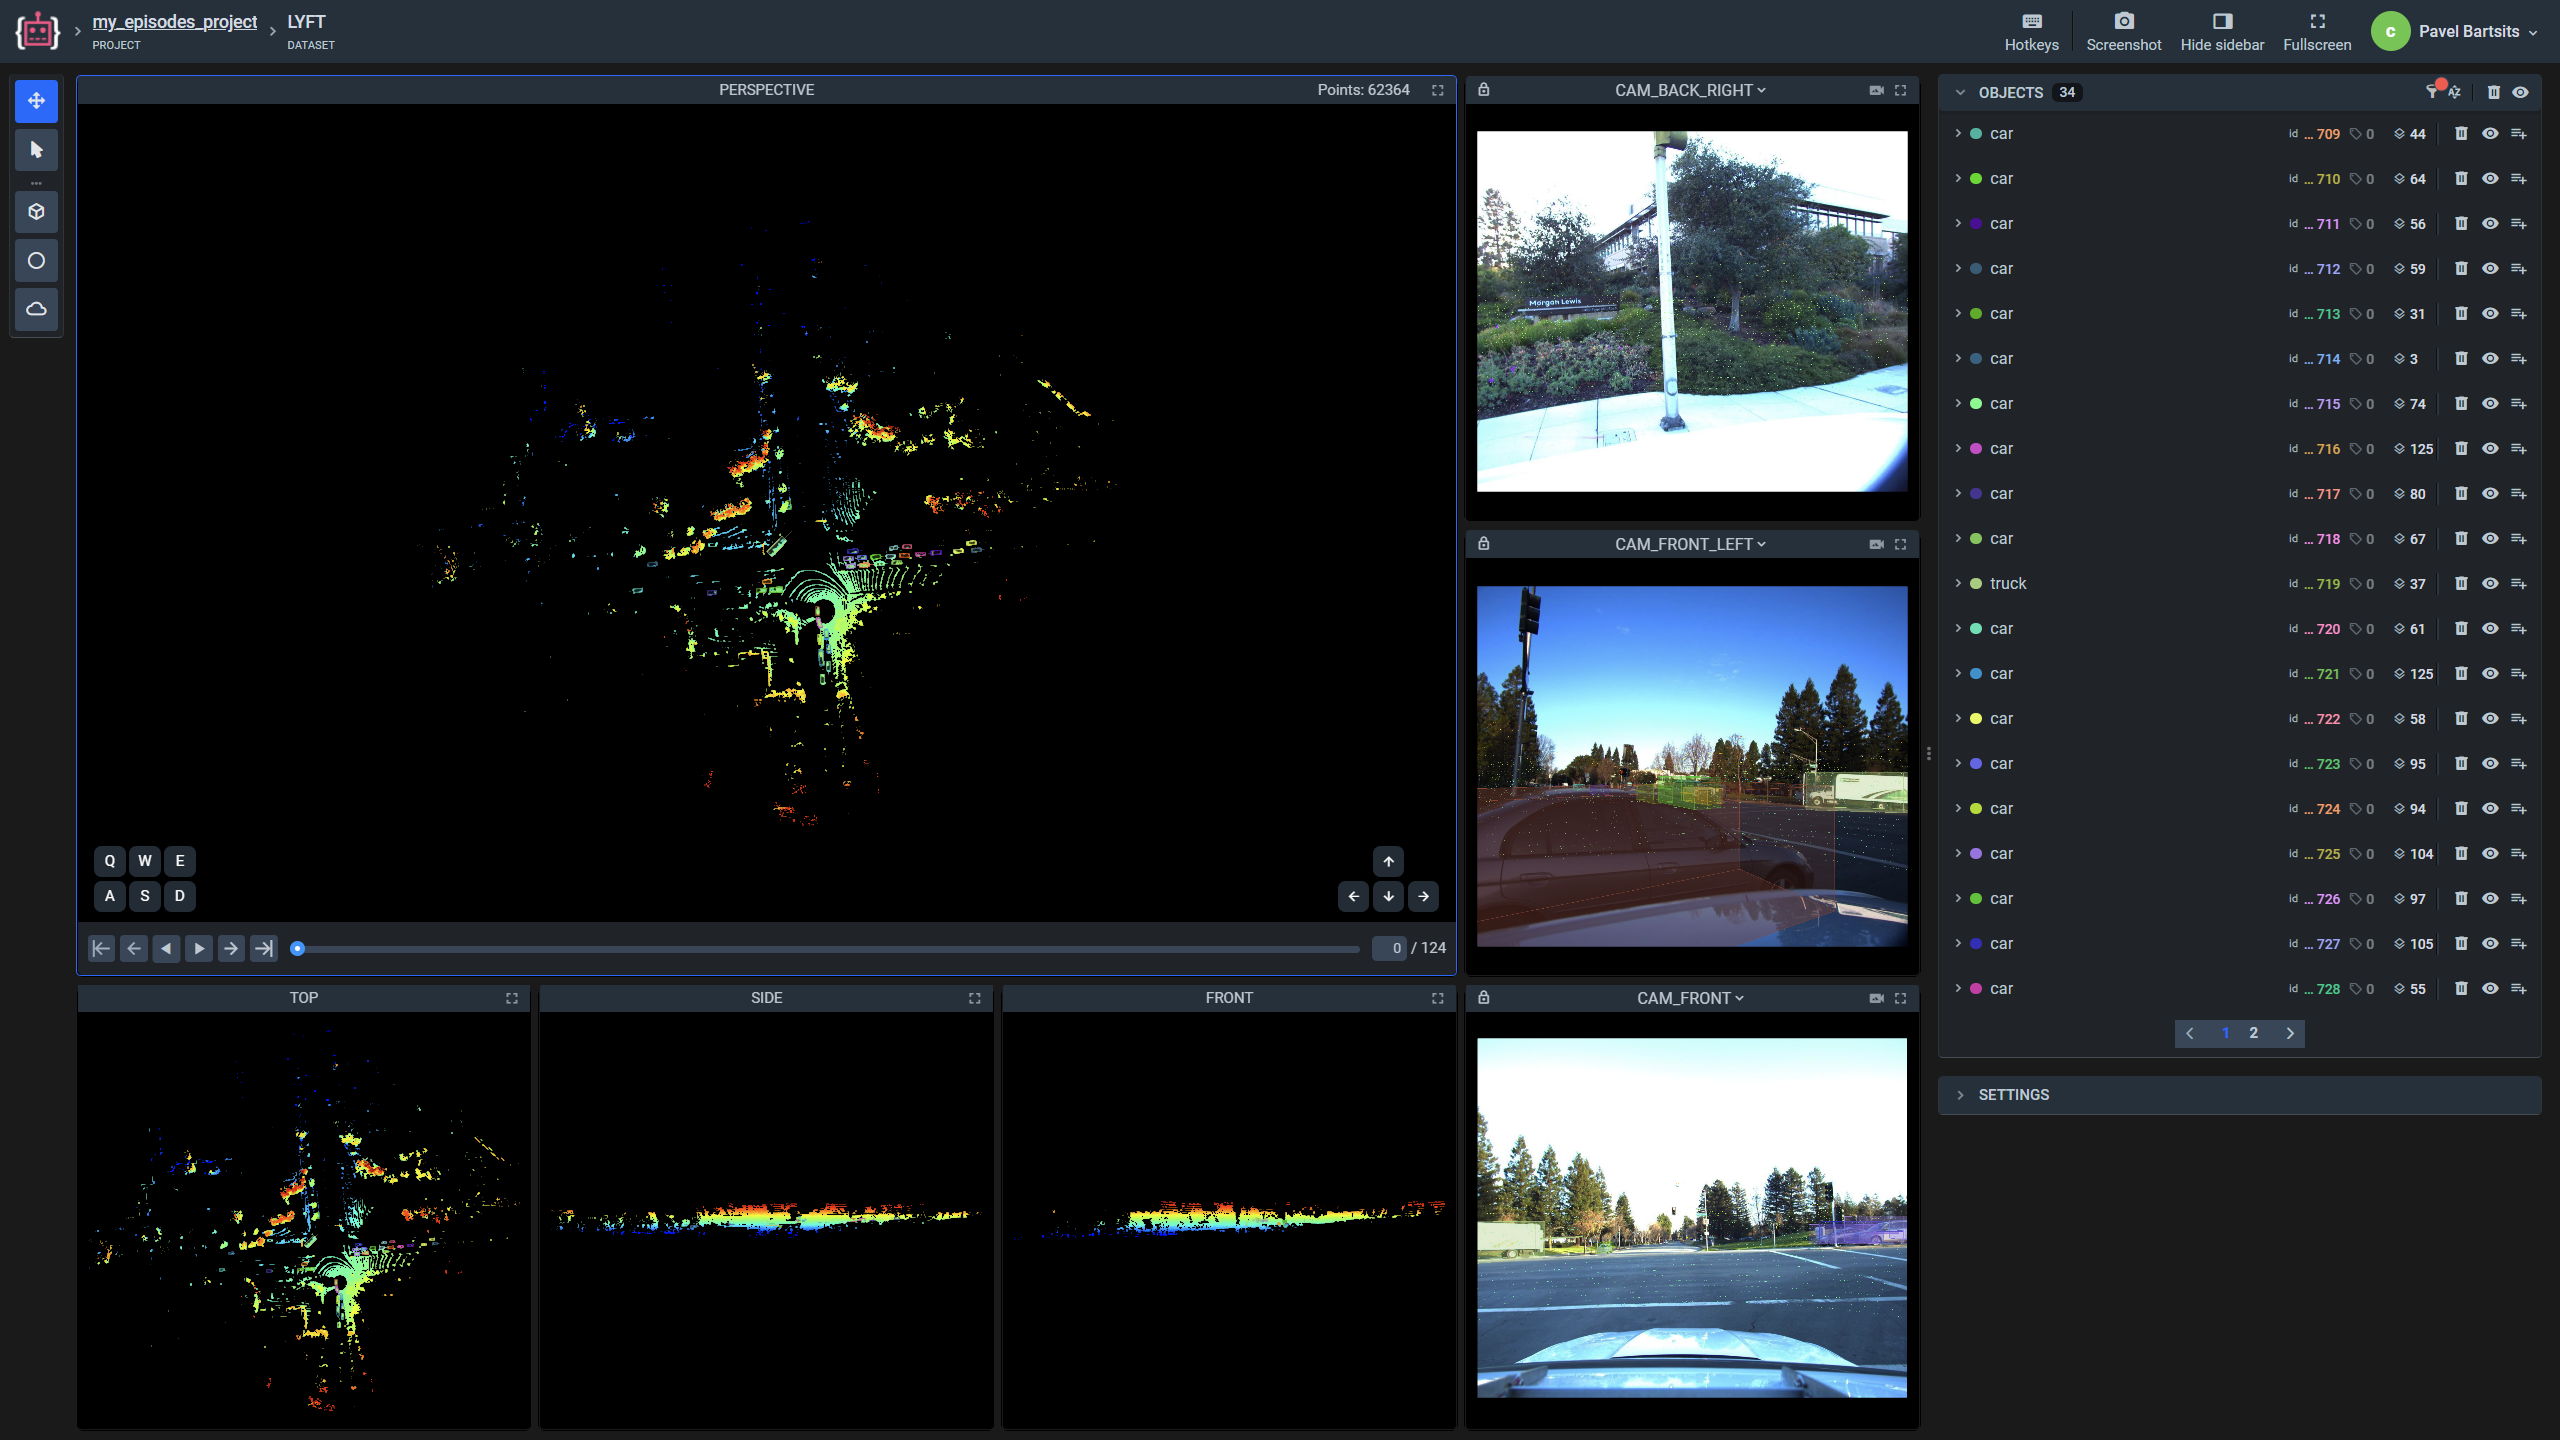 my_episodes_project
PROJECT
LYFT
DATASET
Hotkeys
Screenshot
Hide sidebar
Fullscreen
c
Pavel Bartsits
PERSPECTIVE
Points: 62364
Q W E
A S D
0 / 124
TOP
SIDE
FRONT
CAM_BACK_RIGHT
Morgan Lewis
CAM_FRONT_LEFT
CAM_FRONT
OBJECTS 34
car id ... 709 0 44
car id ... 710 0 64
car id ... 711 0 56
car id ... 712 0 59
car id ... 713 0 31
car id ... 714 0 3
car id ... 715 0 74
car id ... 716 0 125
car id ... 717 0 80
car id ... 718 0 67
truck id ... 719 0 37
car id ... 720 0 61
car id ... 721 0 125
car id ... 722 0 58
car id ... 723 0 95
car id ... 724 0 94
car id ... 725 0 104
car id ... 726 0 97
car id ... 727 0 105
car id ... 728 0 55
1 2
SETTINGS